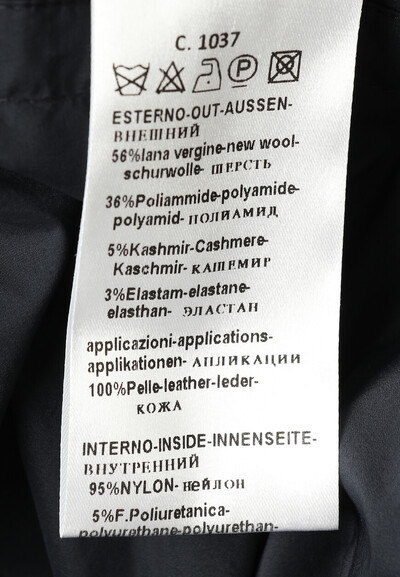 C. 1037
ESTERNO-OUT-AUSSEN-
ВНЕШНИЙ
56%lana vergine-new wool-
schurwolle- ШЕРСТЬ
36%Poliammide-polyamide-
polyamid- ПОЛИАМИД
5%Kashmir-Cashmere-
Kaschmir- КАШЕМИР
3%Elastam-elastane-
elasthan- ЭЛАСТАН
applicazioni-applications-
applikationen- АПЛИКАЦИИ
100%Pelle-leather-leder-
КОЖА
INTERNO-INSIDE-INNENSEITE-
ВНУТРЕННИЙ
95%NYLON- НЕЙЛОН
5%F.Poliuretanica-
polyurethane-polyurethan-